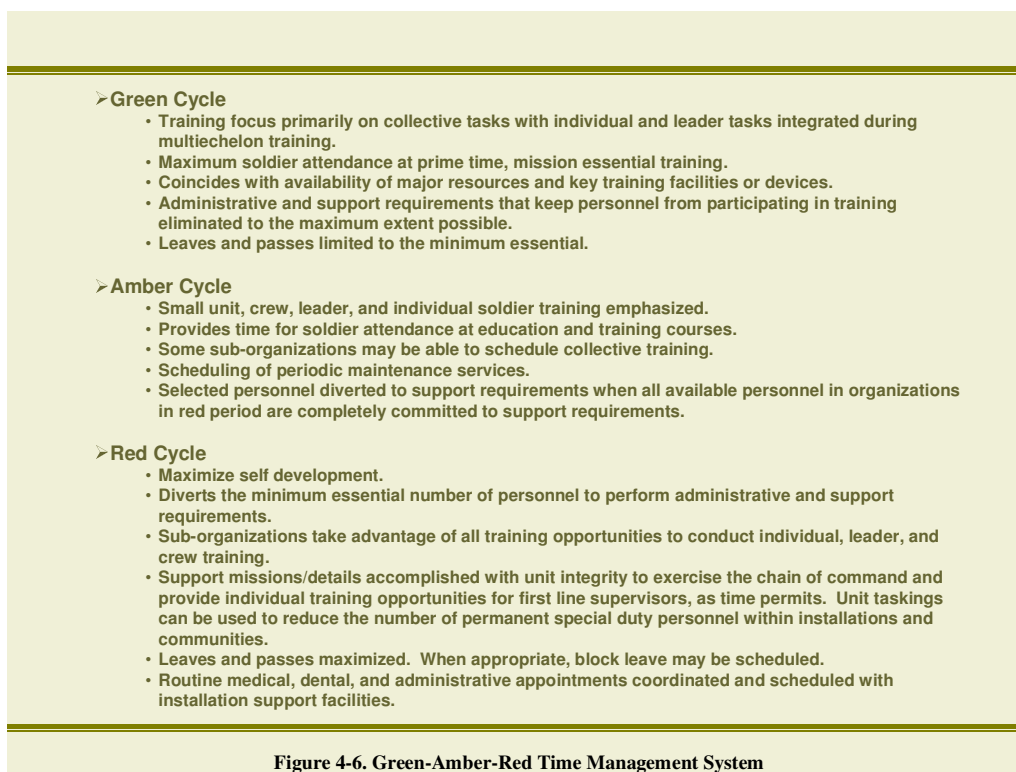 ➢Green Cycle
• Training focus primarily on collective tasks with individual and leader tasks integrated during
multiechelon training.
• Maximum soldier attendance at prime time, mission essential training.
• Coincides with availability of major resources and key training facilities or devices.
• Administrative and support requirements that keep personnel from participating in training
eliminated to the maximum extent possible.
• Leaves and passes limited to the minimum essential.
➢Amber Cycle
• Small unit, crew, leader, and individual soldier training emphasized.
• Provides time for soldier attendance at education and training courses.
• Some sub-organizations may be able to schedule collective training.
• Scheduling of periodic maintenance services.
• Selected personnel diverted to support requirements when all available personnel in organizations
in red period are completely committed to support requirements.
➢Red Cycle
• Maximize self development.
• Diverts the minimum essential number of personnel to perform administrative and support
requirements.
• Sub-organizations take advantage of all training opportunities to conduct individual, leader, and
crew training.
• Support missions/details accomplished with unit integrity to exercise the chain of command and
provide individual training opportunities for first line supervisors, as time permits.  Unit taskings
can be used to reduce the number of permanent special duty personnel within installations and
communities.
• Leaves and passes maximized.  When appropriate, block leave may be scheduled.
• Routine medical, dental, and administrative appointments coordinated and scheduled with
installation support facilities.
Figure 4-6. Green-Amber-Red Time Management System